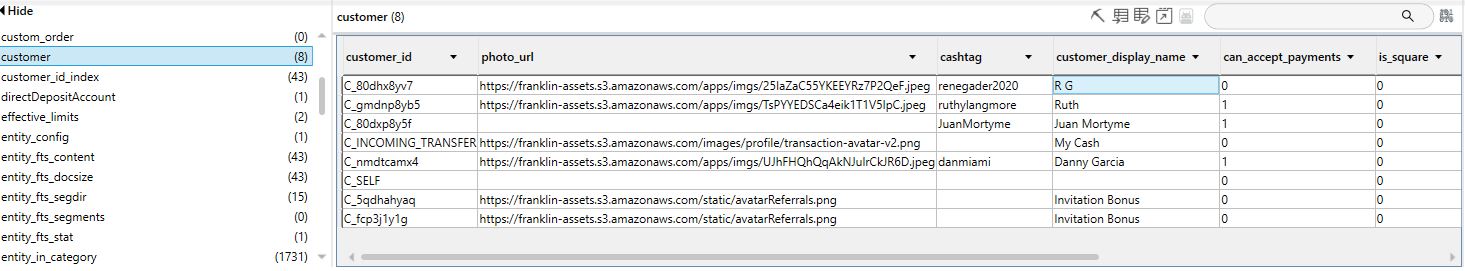 Hide
custom_order (0)
customer (8)
customer_id_index (43)
directDepositAccount (1)
effective_limits (2)
entity_config (1)
entity_fts_content (43)
entity_fts_docsize (43)
entity_fts_segdir (15)
entity_fts_segments (0)
entity_fts_stat (1)
entity_in_category (1731)
customer (8)
customer_id photo_url cashtag customer_display_name can_accept_payments is_square
C_80dhx8yv7 https://franklin-assets.s3.amazonaws.com/apps/imgs/25IaZaC55YKEEYRz7P2QeF.jpeg renegader2020 R G 0 0
C_gmdnp8yb5 https://franklin-assets.s3.amazonaws.com/apps/imgs/TsPYYEDSCa4eik1T1V5IpC.jpeg ruthylangmore Ruth 1 0
C_80dxp8y5f JuanMortyme Juan Mortyme 1 0
C_INCOMING_TRANSFER https://franklin-assets.s3.amazonaws.com/images/profile/transaction-avatar-v2.png My Cash 0 0
C_nmdtcamx4 https://franklin-assets.s3.amazonaws.com/apps/imgs/UJhFHQhQqAkNJulrCkJR6D.jpeg danmiami Danny Garcia 1 0
C_SELF 0 0
C_5qdhahyaq https://franklin-assets.s3.amazonaws.com/static/avatarReferrals.png Invitation Bonus 0 0
C_fcp3j1y1g https://franklin-assets.s3.amazonaws.com/static/avatarReferrals.png Invitation Bonus 0 0